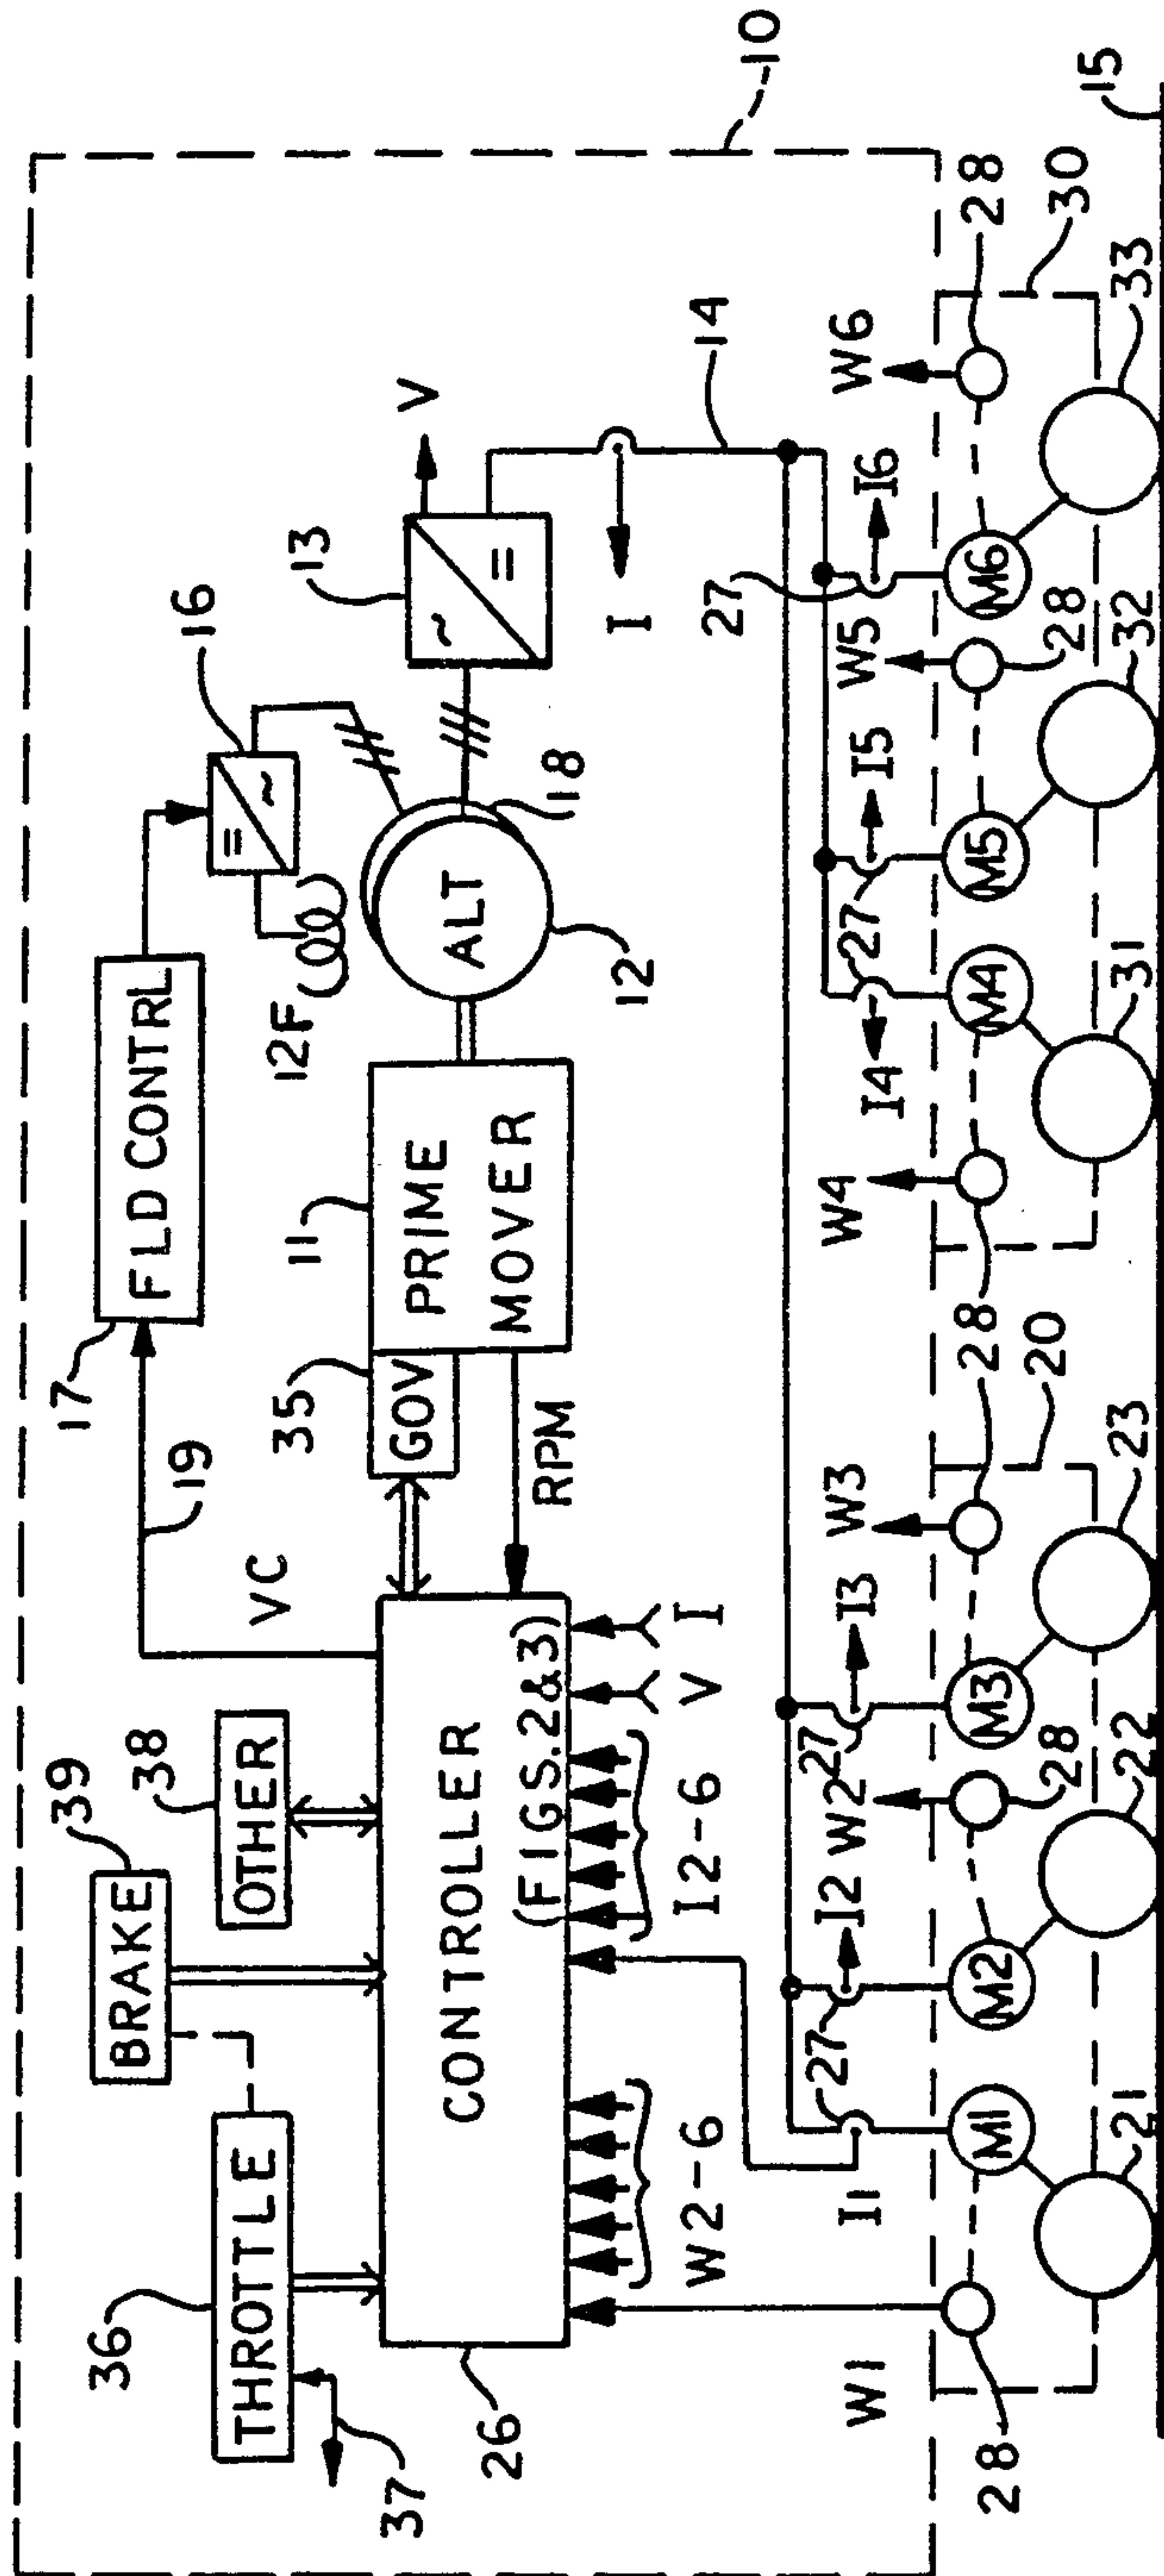 10
BRAKE
39
THROTTLE
36
37
OTHER
38
VC
19
17
FLD CONTRL
16
13
V
12F
ALT
18
12
11
PRIME
MOVER
35
GOV
RPM
CONTROLLER
(FIGS. 2 & 3)
26
W2-6
I2-6
V
I
I
14
W1
I1
27
I2
W2
27
I3
W3
W4
I4
27
I5
W5
27
I6
W6
28
M1
M2
28
M3
28
20
28
M4
M5
28
M6
28
30
21
22
23
31
32
33
15